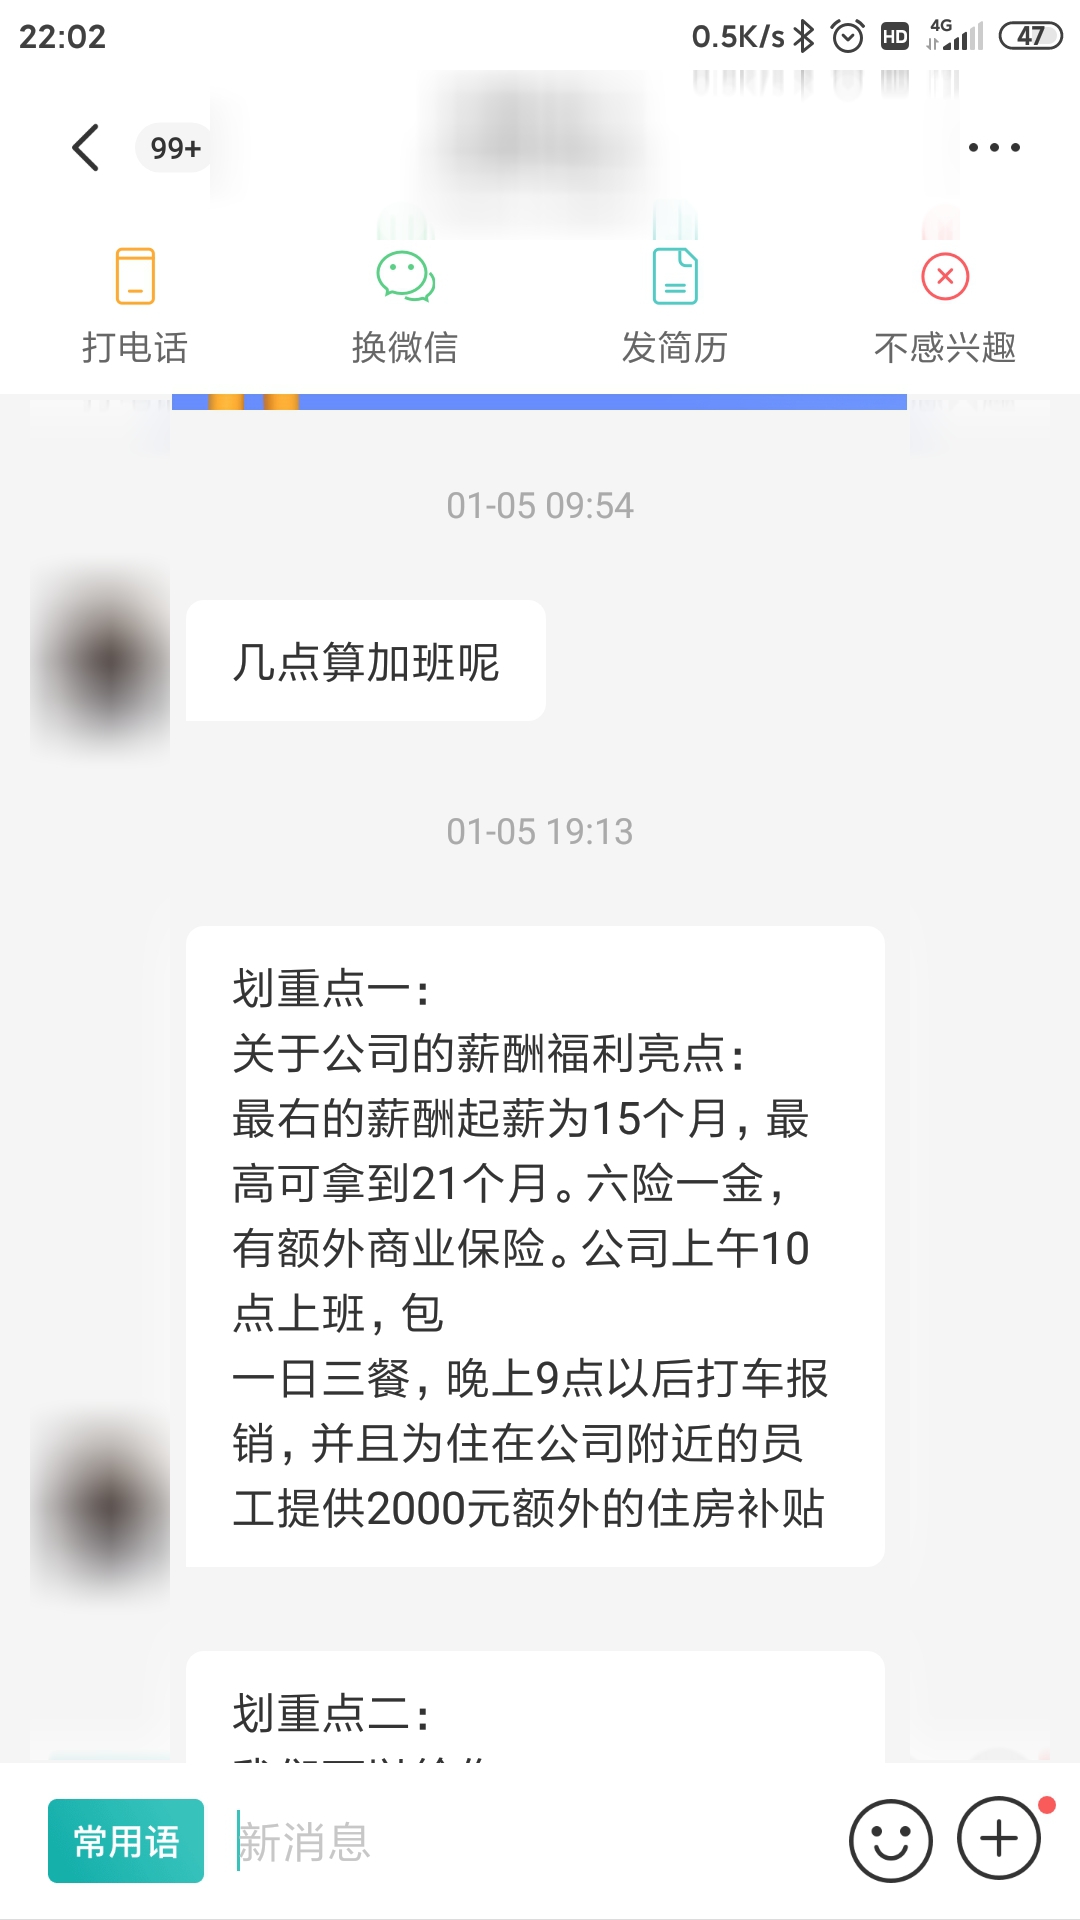 22:02
0.5K/s HD 4G 47
99+
打电话 换微信 发简历 不感兴趣
01-05 09:54
几点算加班呢
01-05 19:13
划重点一：
关于公司的薪酬福利亮点：
最右的薪酬起薪为15个月，最
高可拿到21个月。六险一金，
有额外商业保险。公司上午10
点上班，包
一日三餐，晚上9点以后打车报
销，并且为住在公司附近的员
工提供2000元额外的住房补贴
划重点二：
常用语 新消息